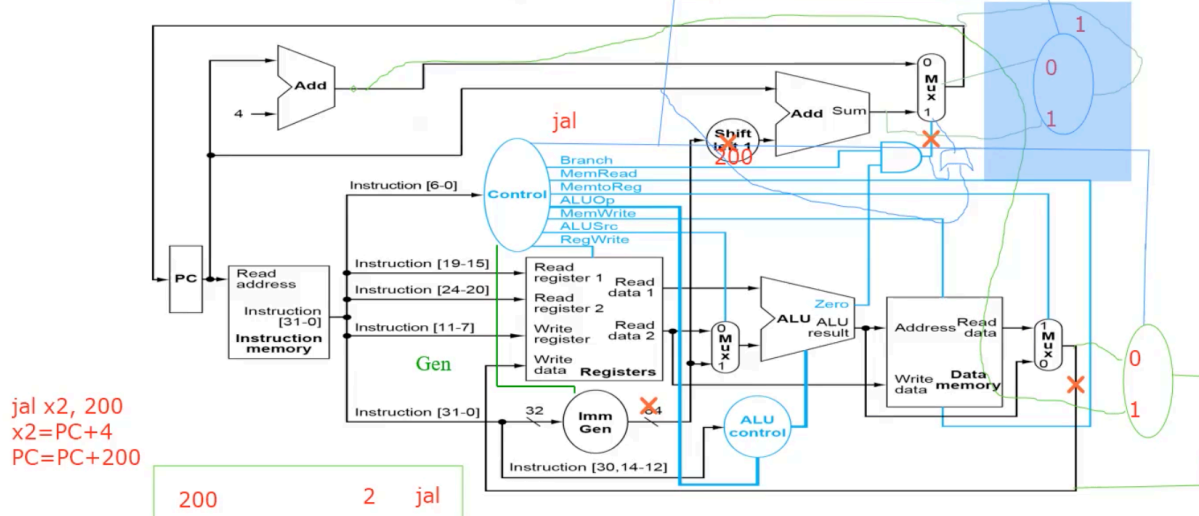 1
0
Mux
1
0
1
Add
4
Add Sum
jal
Shift
left 1
200
Branch
MemRead
MemtoReg
ALUOp
MemWrite
ALUSrc
RegWrite
Control
Instruction [6-0]
Instruction [19-15]
Instruction [24-20]
Instruction [11-7]
Instruction [31-0]
PC
Read
address
Instruction
[31-0]
Instruction
memory
Read
register 1
Read
register 2
Write
register
Write
data
Read
data 1
Read
data 2
Registers
Gen
0
Mux
1
Zero
ALU ALU
result
Address
Read
data
Write
data
Data
memory
1
Mux
0
0
1
32
Imm
Gen
64
ALU
control
Instruction [30,14-12]
jal x2, 200
x2=PC+4
PC=PC+200
200 2 jal